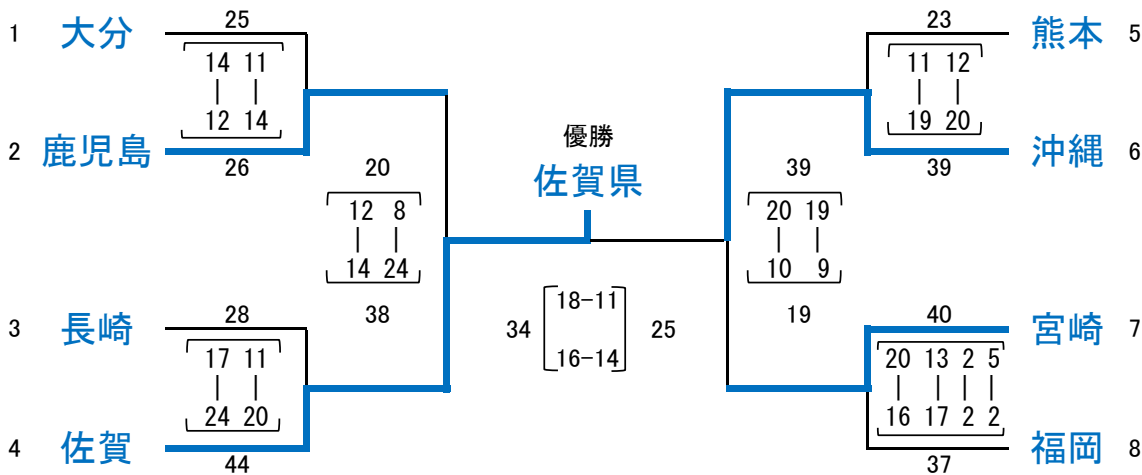 1 大分 25
14 11
12 14
2 鹿児島 26
20
12 8
14 24
38
3 長崎 28
17 11
24 20
4 佐賀 44
優勝
佐賀県
34 18-11 25
16-14
23 熊本 5
11 12
19 20
39 沖縄 6
39
20 19
10 9
19
40 宮崎 7
20 13 2 5
16 17 2 2
37 福岡 8